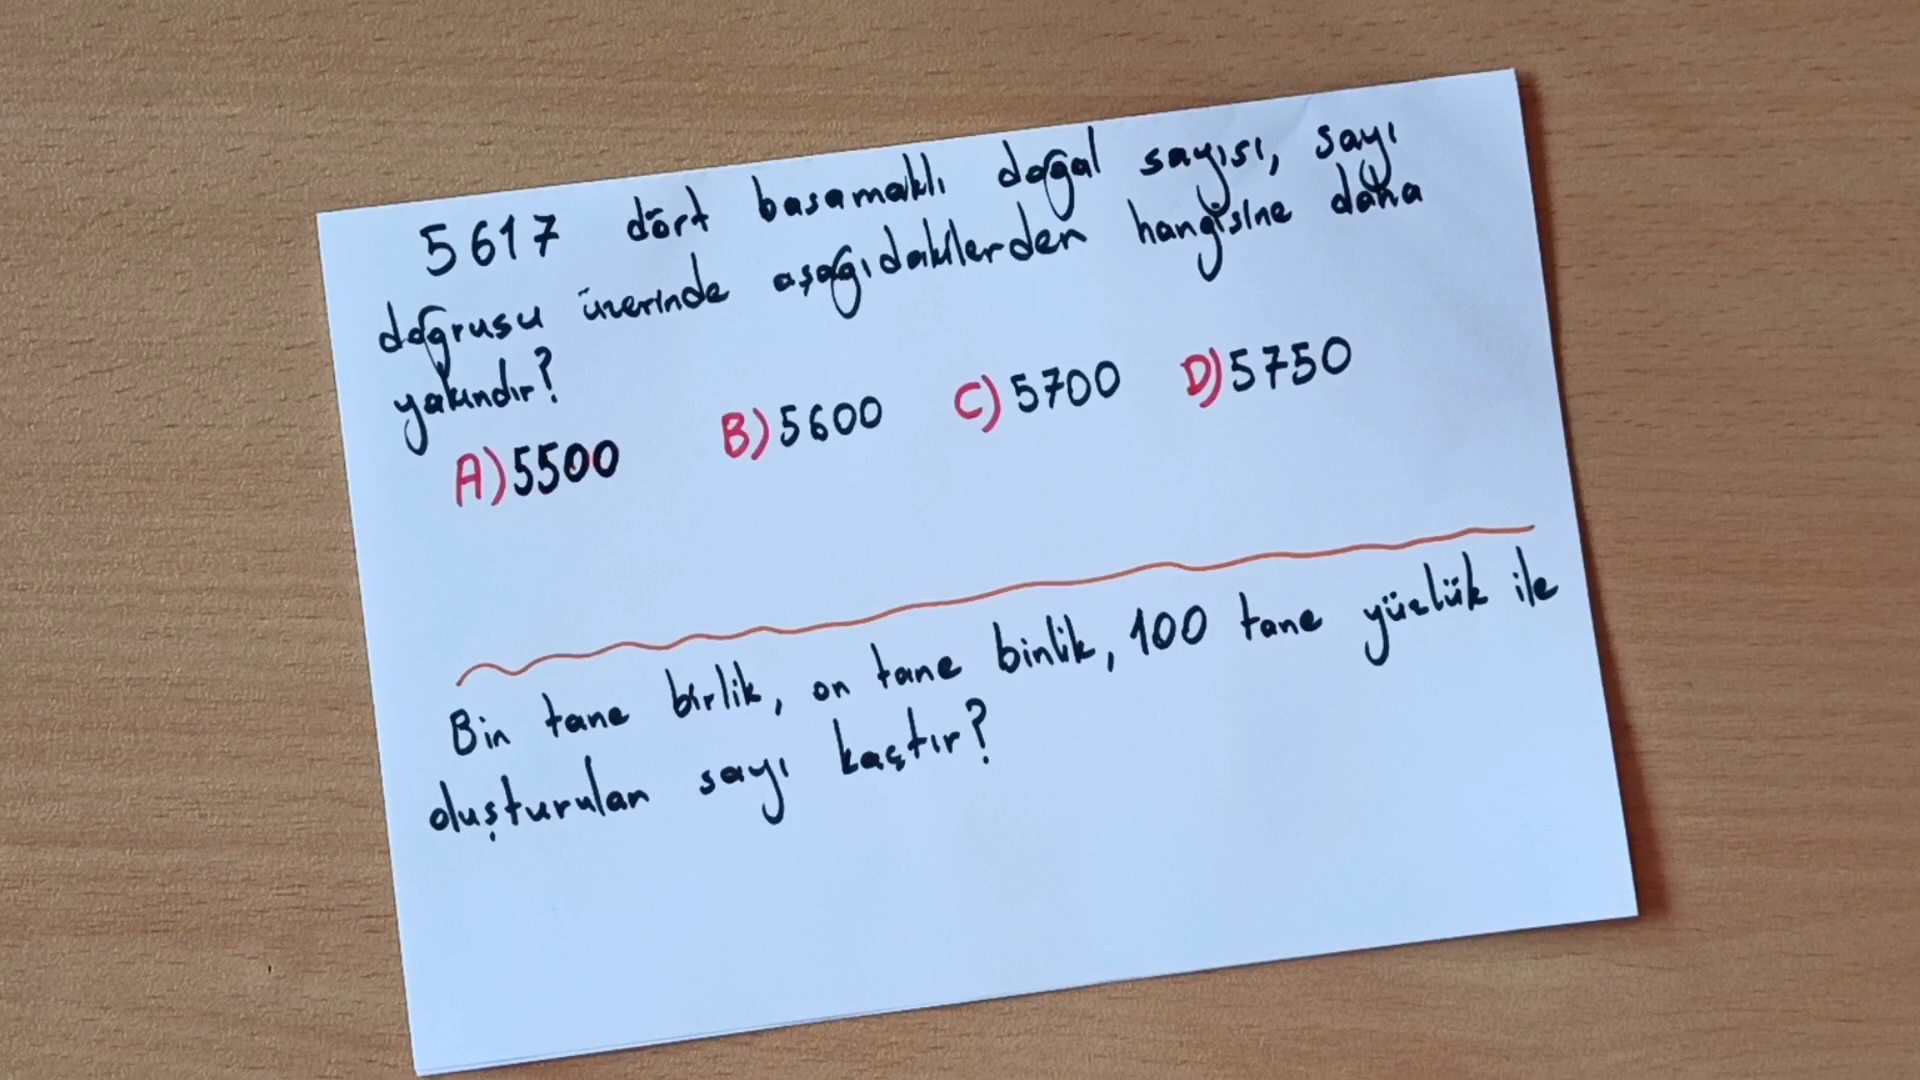 5617 dört basamaklı doğal sayısı, sayı
doğrusu üzerinde aşağıdakilerden hangisine daha
yakındır?
A) 5500 B) 5600 C) 5700 D) 5750
Bin tane birlik, on tane binlik, 100 tane yüzlük ile
oluşturulan sayı kaçtır?